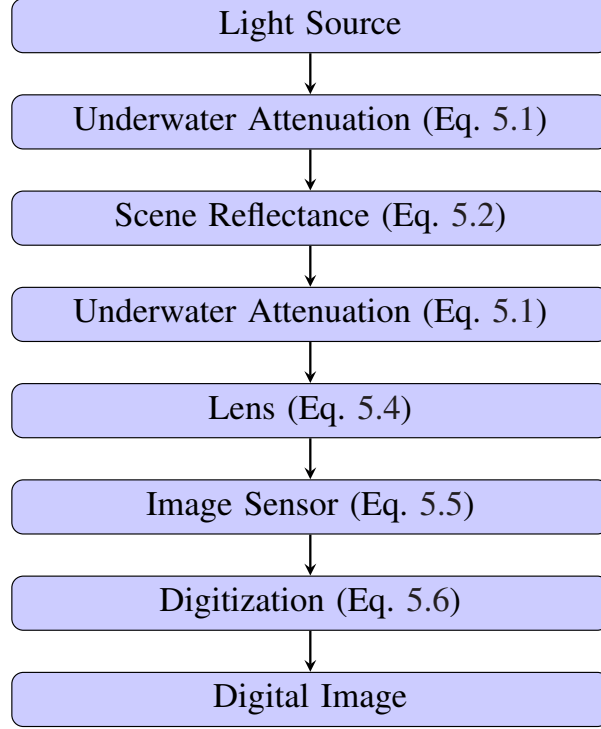 Light Source
Underwater Attenuation (Eq. 5.1)
Scene Reflectance (Eq. 5.2)
Underwater Attenuation (Eq. 5.1)
Lens (Eq. 5.4)
Image Sensor (Eq. 5.5)
Digitization (Eq. 5.6)
Digital Image